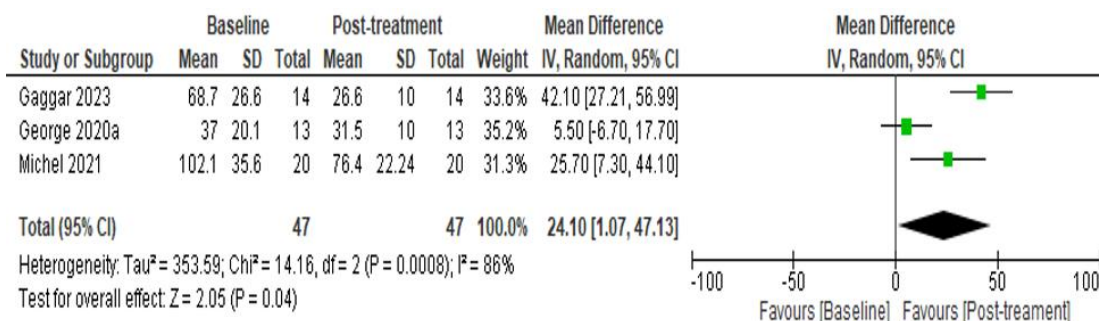 Baseline Post-treatment Mean Difference Mean Difference
Study or Subgroup Mean SD Total Mean SD Total Weight IV, Random, 95% CI IV, Random, 95% CI
Gaggar 2023 68.7 26.6 14 26.6 10 14 33.6% 42.10 [27.21, 56.99]
George 2020a 37 20.1 13 31.5 10 13 35.2% 5.50 [-6.70, 17.70]
Michel 2021 102.1 35.6 20 76.4 22.24 20 31.3% 25.70 [7.30, 44.10]
Total (95% CI) 47 47 100.0% 24.10 [1.07, 47.13]
Heterogeneity: Tau² = 353.59; Chi² = 14.16, df = 2 (P = 0.0008); I² = 86%
Test for overall effect: Z = 2.05 (P = 0.04)
-100 -50 0 50 100
Favours [Baseline] Favours [Post-treament]